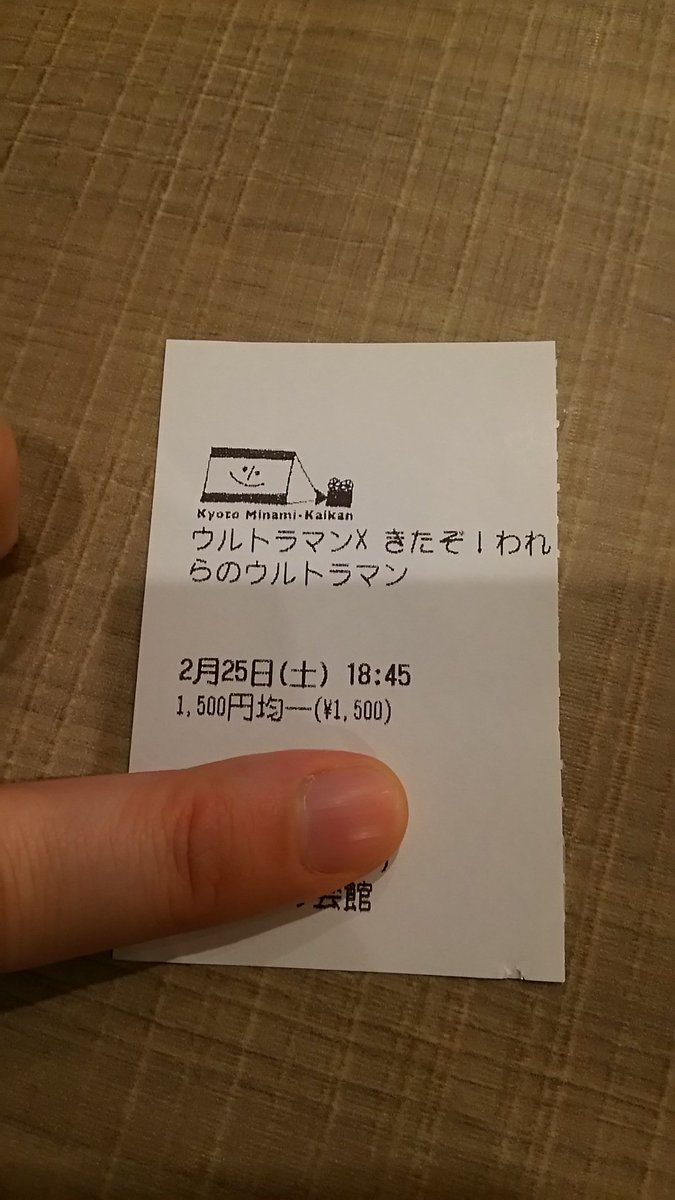 Kyoto Minami-Kaikan
ウルトラマンX きたぞ！われ
らのウルトラマン
2月25日(土) 18:45
1,500円均一(¥1,500)
会館